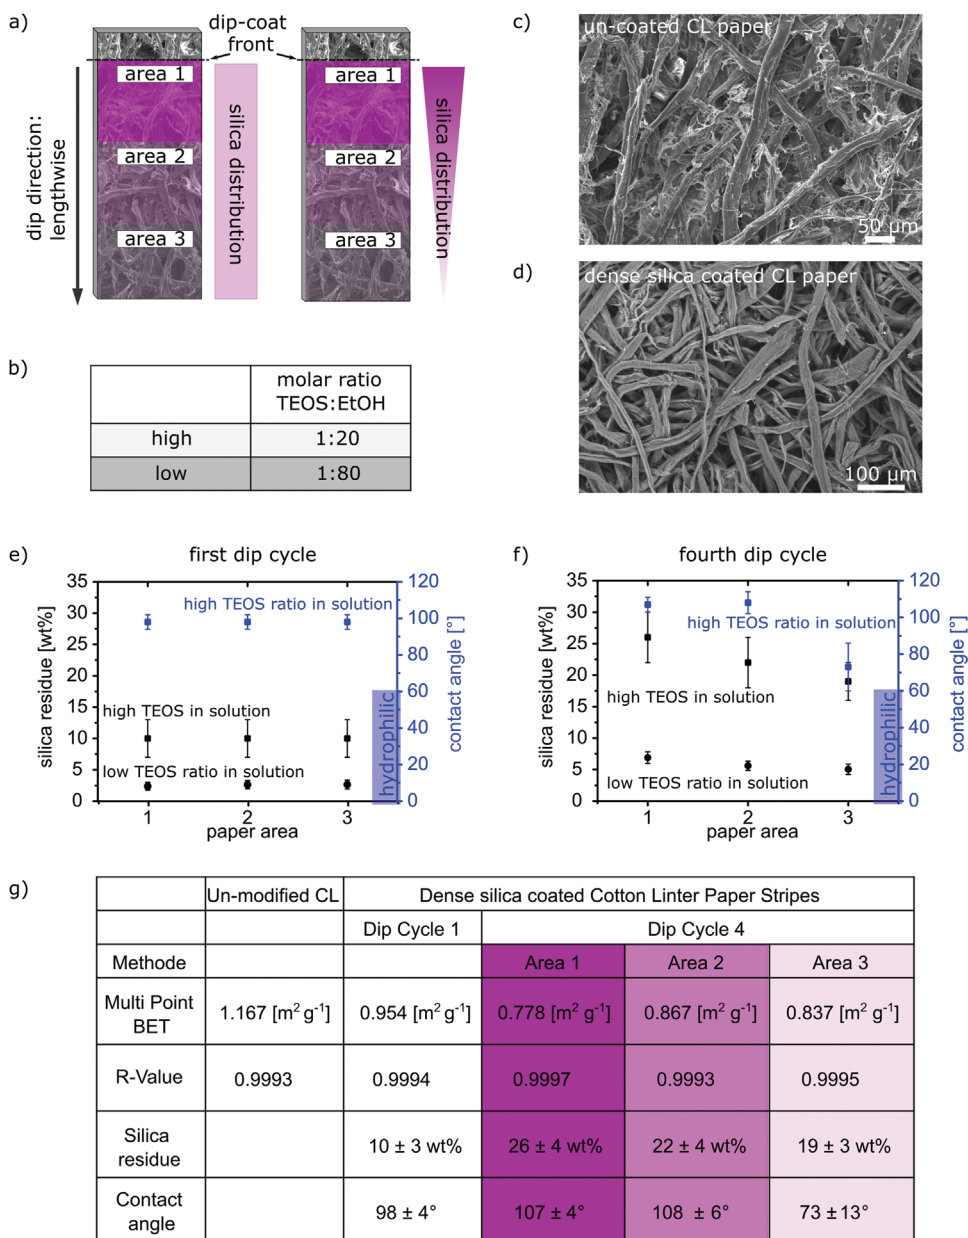 a)
dip-coat
front
area 1
area 2
area 3
dip direction:
lengthwise
silica distribution
area 1
area 2
area 3
silica distribution
b)
molar ratio
TEOS:EtOH
high 1:20
low 1:80
c)
un-coated CL paper
50 µm
d)
dense silica coated CL paper
100 µm
e)
first dip cycle
silica residue [wt%]
35
30
25
20
15
10
5
0
high TEOS ratio in solution
high TEOS in solution
low TEOS ratio in solution
1 2 3
paper area
120
100
80
60
40
20
0
hydrophilic
contact angle [°]
f)
fourth dip cycle
silica residue [wt%]
35
30
25
20
15
10
5
0
high TEOS ratio in solution
high TEOS in solution
low TEOS ratio in solution
1 2 3
paper area
120
100
80
60
40
20
0
hydrophilic
contact angle [°]
g)
Un-modified CL Dense silica coated Cotton Linter Paper Stripes
Dip Cycle 1 Dip Cycle 4
Methode Area 1 Area 2 Area 3
Multi Point
BET 1.167 [m² g⁻¹] 0.954 [m² g⁻¹] 0.778 [m² g⁻¹] 0.867 [m² g⁻¹] 0.837 [m² g⁻¹]
R-Value 0.9993 0.9994 0.9997 0.9993 0.9995
Silica
residue 10 ± 3 wt% 26 ± 4 wt% 22 ± 4 wt% 19 ± 3 wt%
Contact
angle 98 ± 4° 107 ± 4° 108 ± 6° 73 ±13°